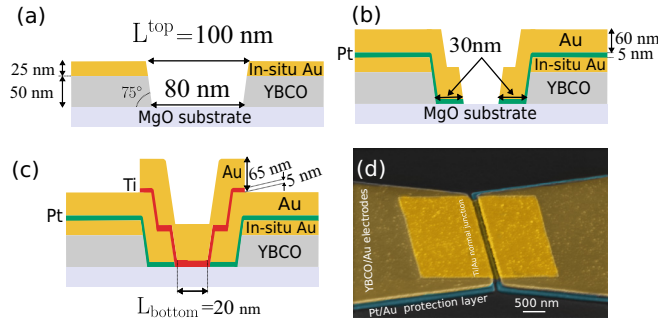 (a)
L^top=100 nm
25 nm
50 nm
75°
80 nm
In-situ Au
YBCO
MgO substrate
(b)
Pt
30nm
Au
60 nm
5 nm
In-situ Au
YBCO
MgO substrate
(c)
Ti
Au
65 nm
5 nm
Pt
Au
In-situ Au
YBCO
L_bottom=20 nm
(d)
YBCO/Au electrodes
Ti/Au normal junction
Pt/Au protection layer
500 nm